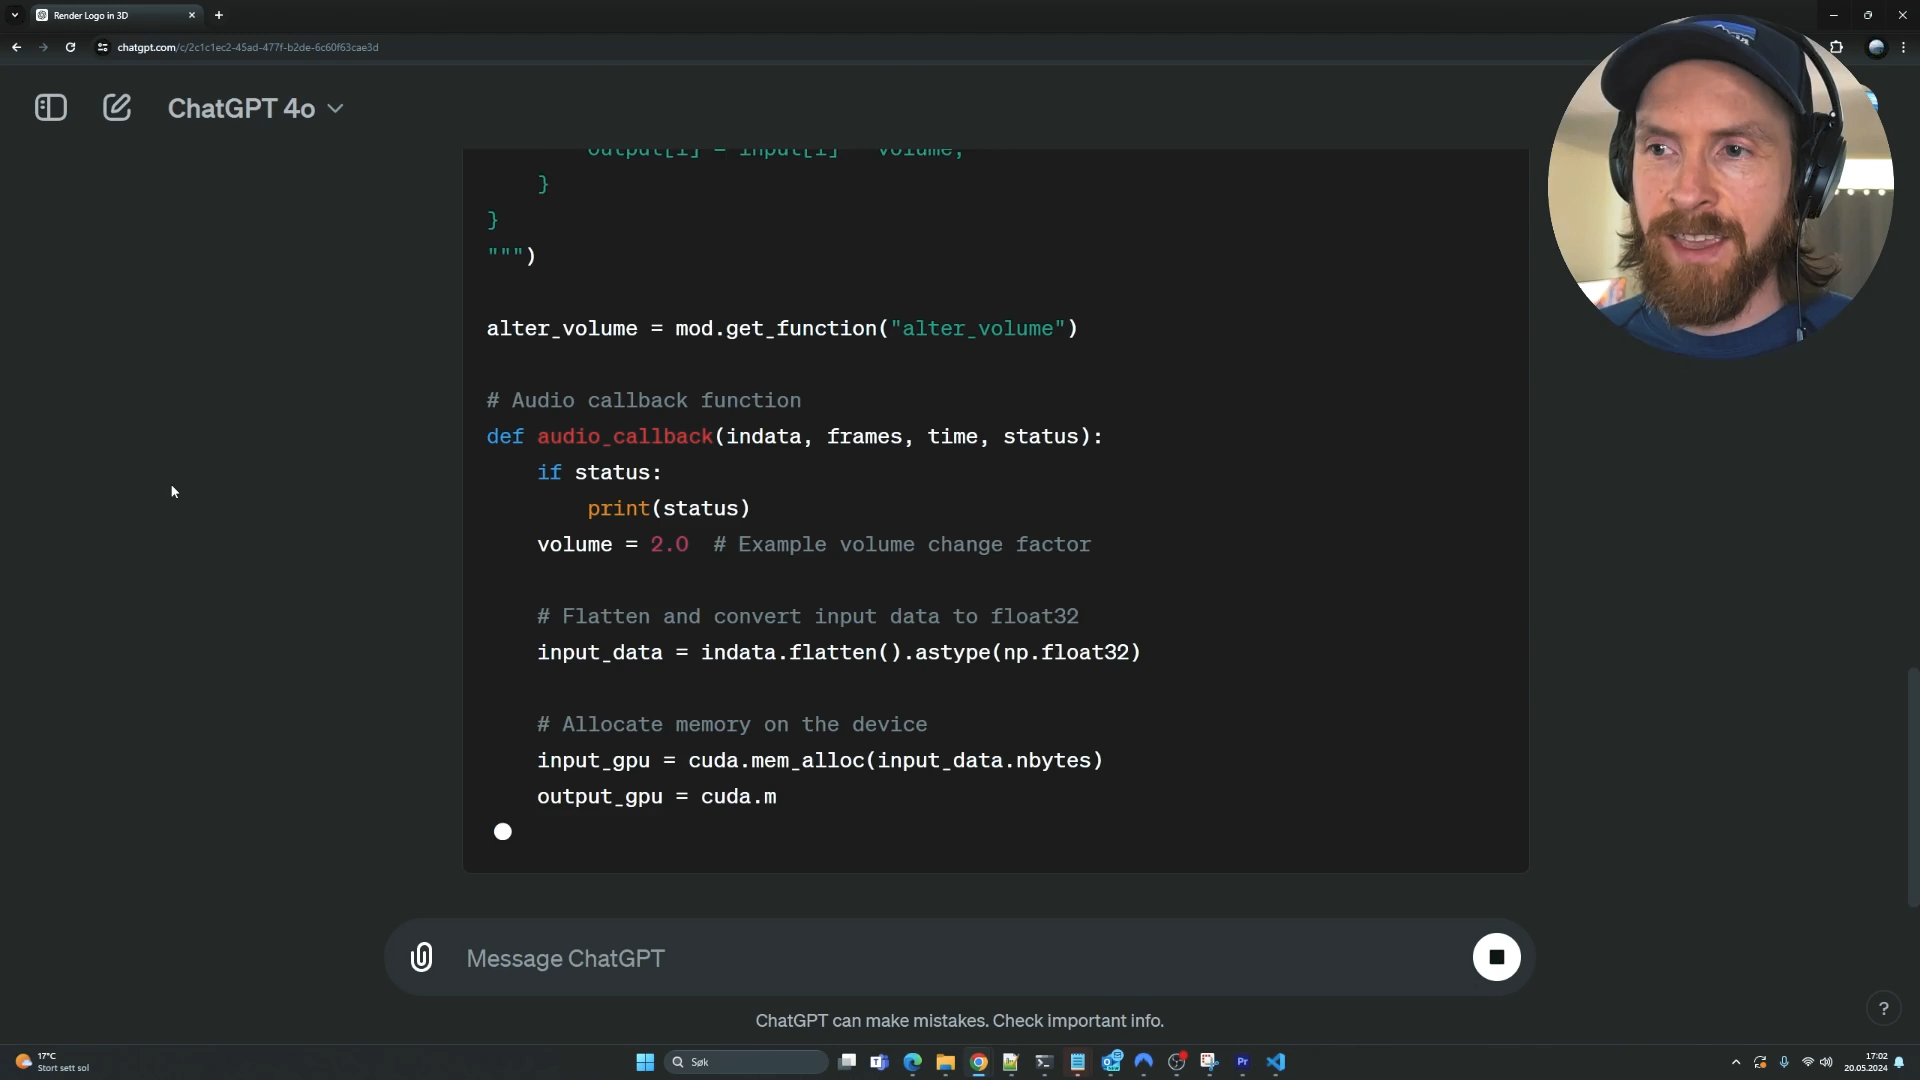 Render Logo in 3D
chatgpt.com/c/2c1c1ec2-45ad-477f-b2de-6c60f63cae3d
ChatGPT 4o
output[i] = input[i] * volume;
}
}
""")
alter_volume = mod.get_function("alter_volume")
# Audio callback function
def audio_callback(indata, frames, time, status):
if status:
print(status)
volume = 2.0 # Example volume change factor
# Flatten and convert input data to float32
input_data = indata.flatten().astype(np.float32)
# Allocate memory on the device
input_gpu = cuda.mem_alloc(input_data.nbytes)
output_gpu = cuda.m
Message ChatGPT
ChatGPT can make mistakes. Check important info.
?
17°C
Stort sett sol
Søk
Pr
17:02
20.05.2024